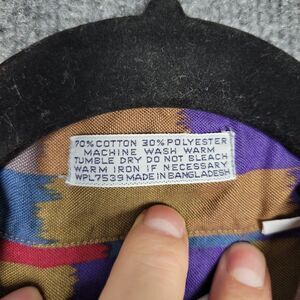 70% COTTON 30% POLYESTER
MACHINE WASH WARM
TUMBLE DRY DO NOT BLEACH
WARM IRON IF NECESSARY
WPL7539 MADE IN BANGLADESH